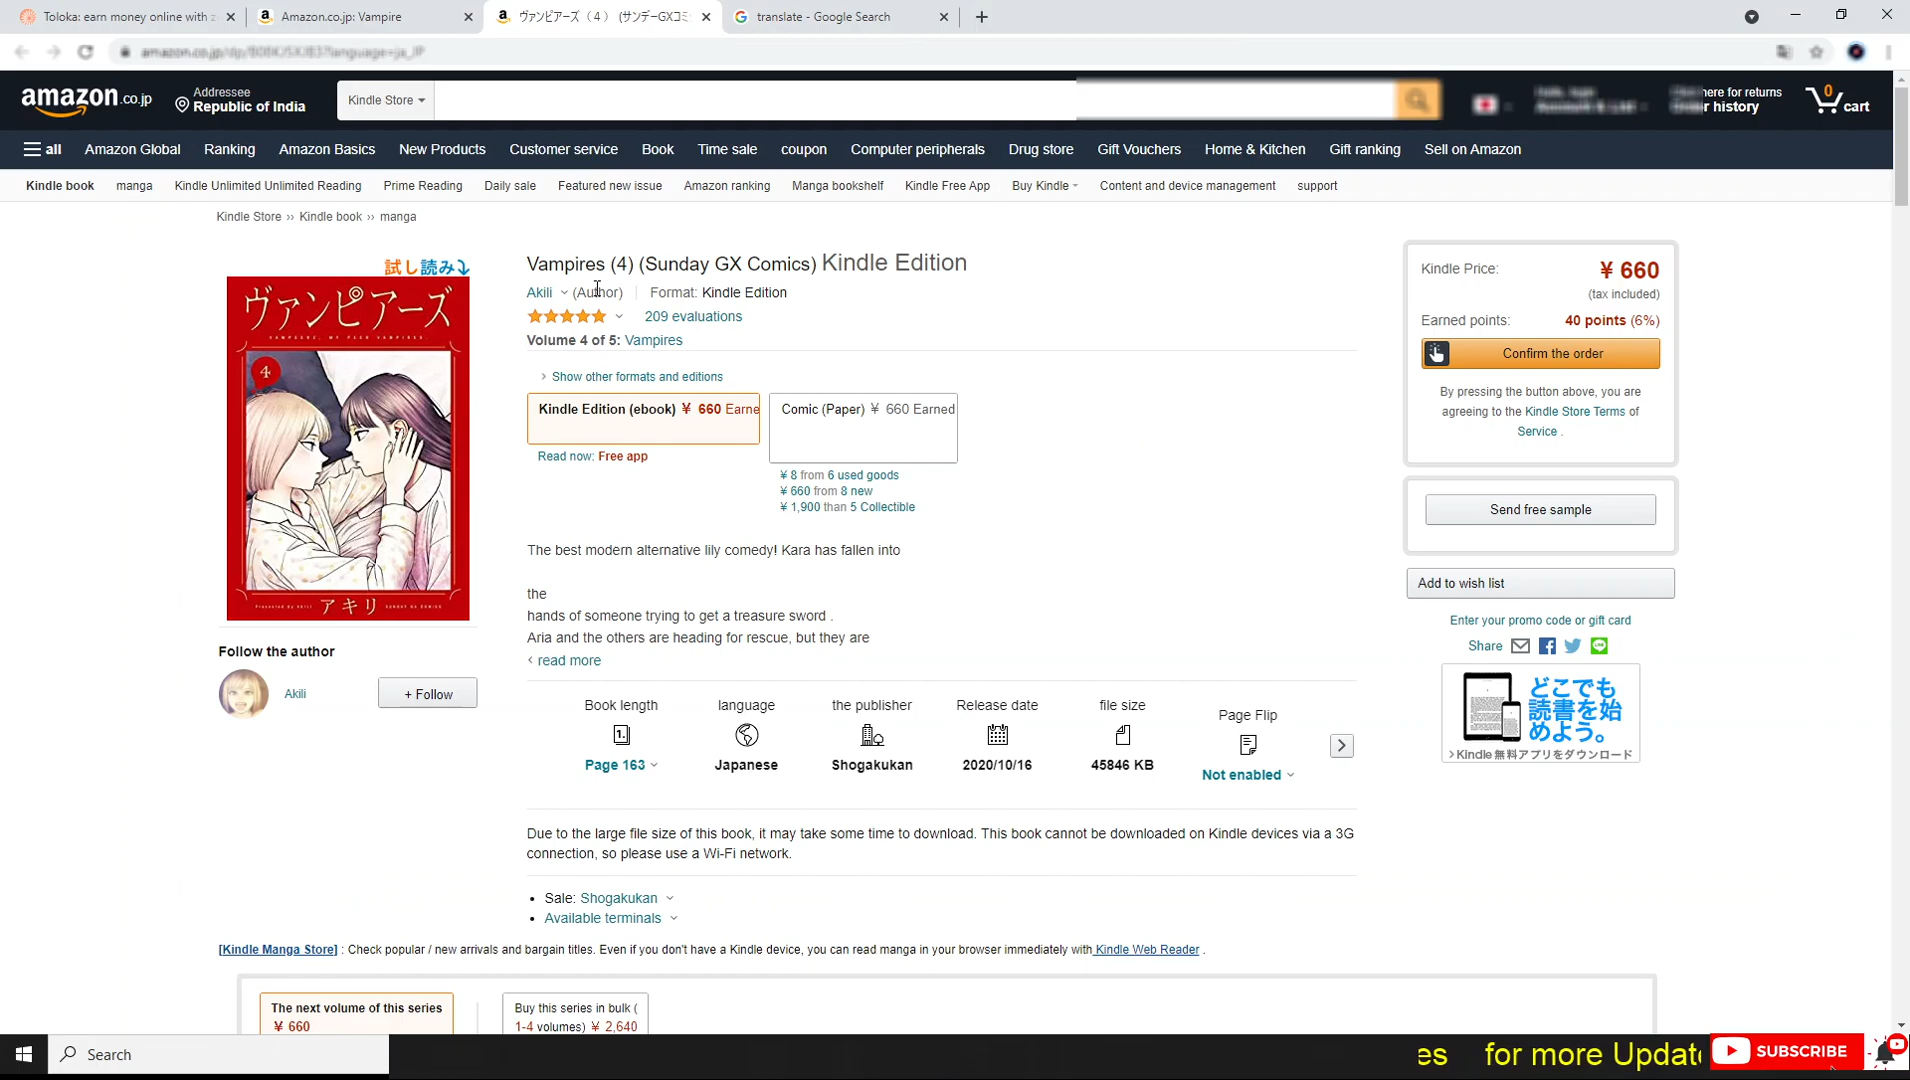 Toloka: earn money online with
Amazon.co.jp: Vampire
ヴァンピアーズ（4）（サンデーGXコミ
translate - Google Search
amazon.co.jp
Addressee
Republic of India
Kindle Store
here for returns
history
0
cart
all
Amazon Global
Ranking
Amazon Basics
New Products
Customer service
Book
Time sale
coupon
Computer peripherals
Drug store
Gift Vouchers
Home & Kitchen
Gift ranking
Sell on Amazon
Kindle book
manga
Kindle Unlimited Unlimited Reading
Prime Reading
Daily sale
Featured new issue
Amazon ranking
Manga bookshelf
Kindle Free App
Buy Kindle
Content and device management
support
Kindle Store ›› Kindle book ›› manga
試し読み
ヴァンピアーズ
4
アキリ
Follow the author
Akili
+ Follow
Vampires (4) (Sunday GX Comics) Kindle Edition
Akili (Author) | Format: Kindle Edition
209 evaluations
Volume 4 of 5: Vampires
› Show other formats and editions
Kindle Edition (ebook) ¥ 660 Earne
Comic (Paper) ¥ 660 Earned
Read now: Free app
¥ 8 from 6 used goods
¥ 660 from 8 new
¥ 1,900 than 5 Collectible
The best modern alternative lily comedy! Kara has fallen into
the
hands of someone trying to get a treasure sword .
Aria and the others are heading for rescue, but they are
‹ read more
Book length
Page 163
language
Japanese
the publisher
Shogakukan
Release date
2020/10/16
file size
45846 KB
Page Flip
Not enabled
Due to the large file size of this book, it may take some time to download. This book cannot be downloaded on Kindle devices via a 3G
connection, so please use a Wi-Fi network.
• Sale: Shogakukan
• Available terminals
Kindle Price: ¥ 660
(tax included)
Earned points: 40 points (6%)
Confirm the order
By pressing the button above, you are
agreeing to the Kindle Store Terms of
Service .
Send free sample
Add to wish list
Enter your promo code or gift card
Share
どこでも
読書を始
めよう。
>Kindle無料アプリをダウンロード
[Kindle Manga Store] : Check popular / new arrivals and bargain titles. Even if you don't have a Kindle device, you can read manga in your browser immediately with Kindle Web Reader .
The next volume of this series
¥ 660
Buy this series in bulk (
1-4 volumes) ¥ 2,640
Search
es for more Update
SUBSCRIBE